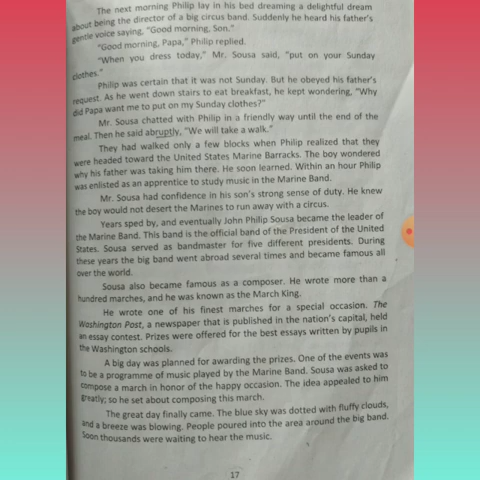 The next morning Philip lay in his bed dreaming a delightful dream
about being the director of a big circus band. Suddenly he heard his father's
gentle voice saying, "Good morning, Son."
"Good morning, Papa," Philip replied.
"When you dress today," Mr. Sousa said, "put on your Sunday
clothes."
Philip was certain that it was not Sunday. But he obeyed his father's
request. As he went down stairs to eat breakfast, he kept wondering, "Why
did Papa want me to put on my Sunday clothes?"
Mr. Sousa chatted with Philip in a friendly way until the end of the
meal. Then he said abruptly, "We will take a walk."
They had walked only a few blocks when Philip realized that they
were headed toward the United States Marine Barracks. The boy wondered
why his father was taking him there. He soon learned. Within an hour Philip
was enlisted as an apprentice to study music in the Marine Band.
Mr. Sousa had confidence in his son's strong sense of duty. He knew
the boy would not desert the Marines to run away with a circus.
Years sped by, and eventually John Philip Sousa became the leader of
the Marine Band. This band is the official band of the President of the United
States. Sousa served as bandmaster for five different presidents. During
these years the big band went abroad several times and became famous all
over the world.
Sousa also became famous as a composer. He wrote more than a
hundred marches, and he was known as the March King.
He wrote one of his finest marches for a special occasion. The
Washington Post, a newspaper that is published in the nation's capital, held
an essay contest. Prizes were offered for the best essays written by pupils in
the Washington schools.
A big day was planned for awarding the prizes. One of the events was
to be a programme of music played by the Marine Band. Sousa was asked to
compose a march in honor of the happy occasion. The idea appealed to him
greatly; so he set about composing this march.
The great day finally came. The blue sky was dotted with fluffy clouds,
and a breeze was blowing. People poured into the area around the big band.
Soon thousands were waiting to hear the music.
17